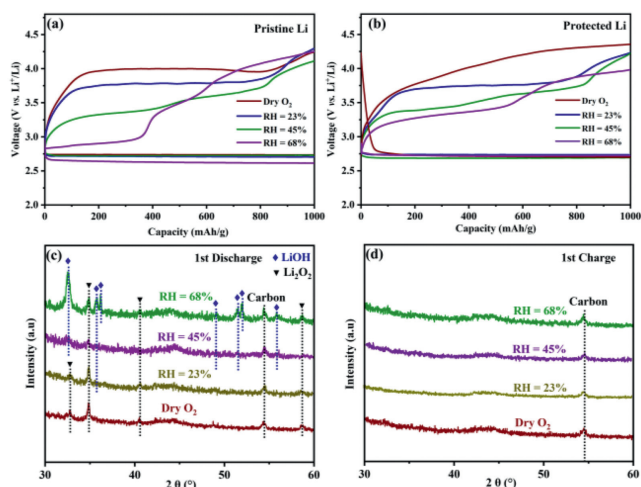 (a) Pristine Li
4.5
4.0
3.5
3.0
2.5
2.0
Voltage (V vs. Li⁺/Li)
Dry O₂
RH = 23%
RH = 45%
RH = 68%
0 200 400 600 800 1000
Capacity (mAh/g)
(b) Protected Li
4.5
4.0
3.5
3.0
2.5
2.0
Voltage (V vs. Li⁺/Li)
Dry O₂
RH = 23%
RH = 45%
RH = 68%
0 200 400 600 800 1000
Capacity (mAh/g)
(c) 1st Discharge
LiOH
Li₂O₂
RH = 68%
Carbon
RH = 45%
RH = 23%
Dry O₂
Intensity (a.u)
30 40 50 60
2 θ (°)
(d) 1st Charge
RH = 68%
Carbon
RH = 45%
RH = 23%
Dry O₂
Intensity (a.u)
30 40 50 60
2 θ (°)